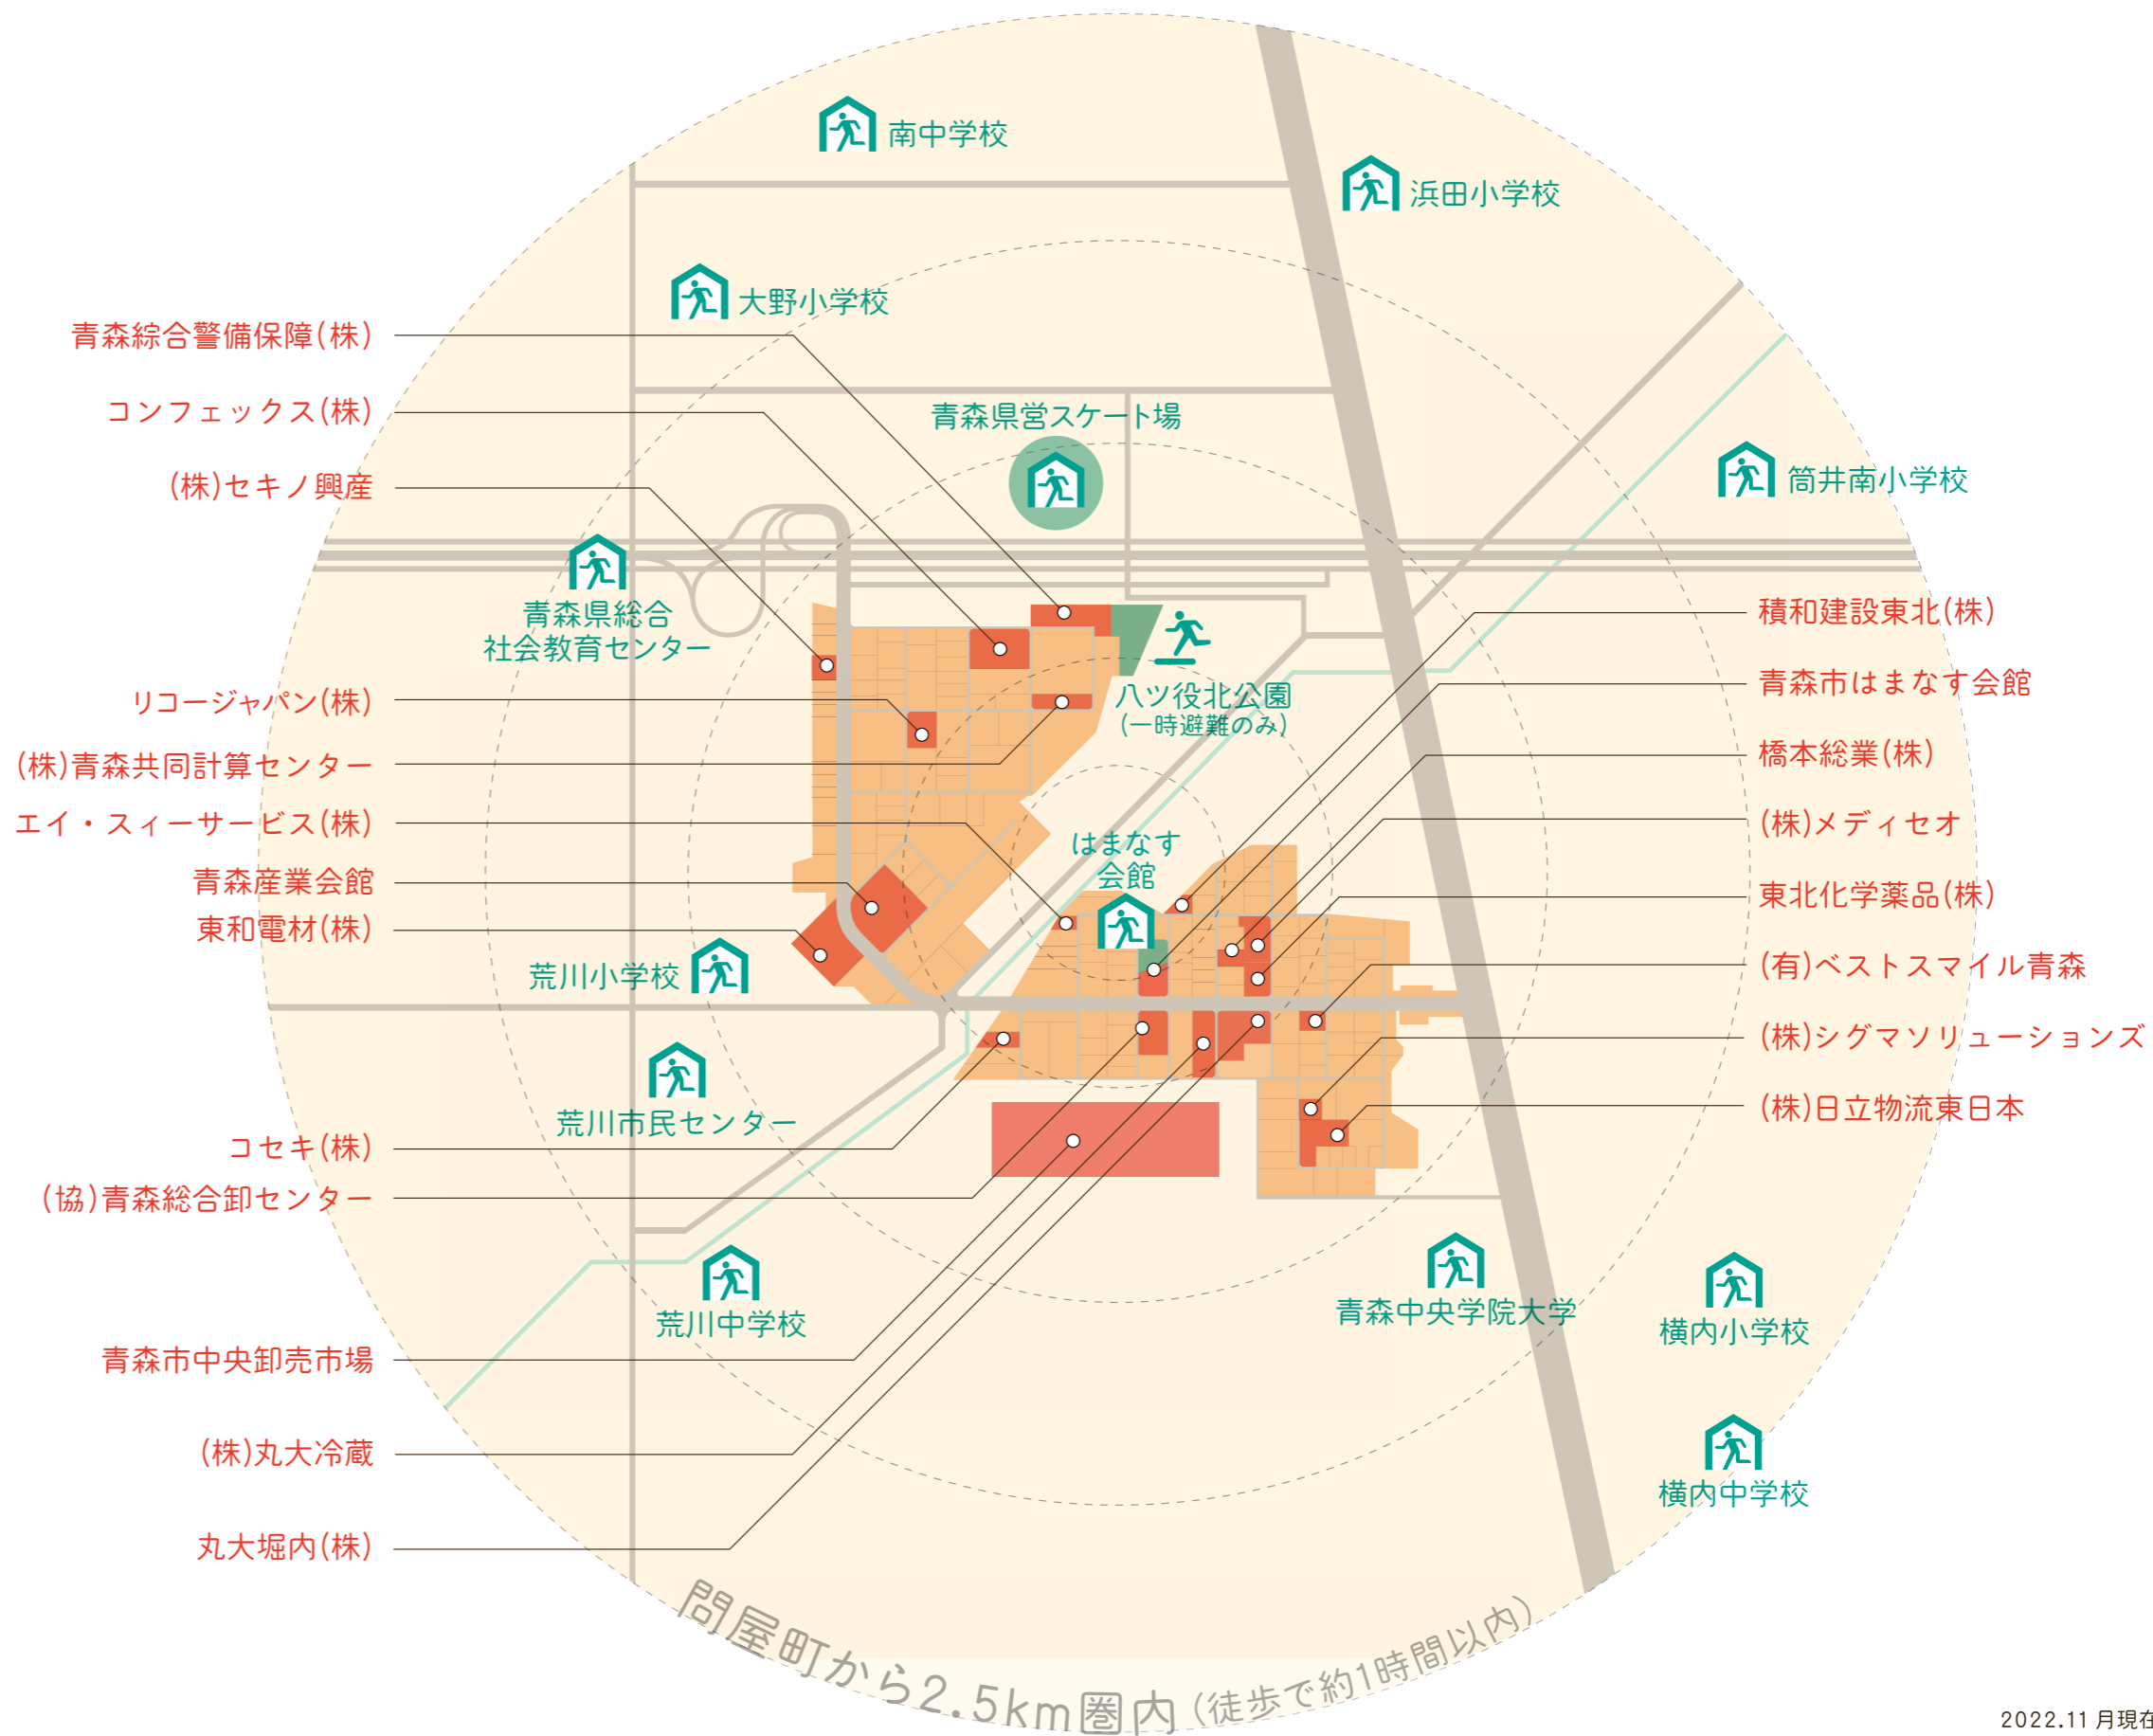 南中学校
浜田小学校
大野小学校
青森綜合警備保障(株)
コンフェックス(株)
青森県営スケート場
(株)セキノ興産
筒井南小学校
青森県総合
社会教育センター
リコージャパン(株)
(株)青森共同計算センター
エイ・スィーサービス(株)
青森産業会館
東和電材(株)
八ツ役北公園
(一時避難のみ)
はまなす
会館
積和建設東北(株)
青森市はまなす会館
橋本総業(株)
(株)メディセオ
東北化学薬品(株)
(有)ベストスマイル青森
(株)シグマソリューションズ
(株)日立物流東日本
荒川小学校
荒川市民センター
コセキ(株)
(協)青森総合卸センター
荒川中学校
青森中央学院大学
横内小学校
青森市中央卸売市場
(株)丸大冷蔵
横内中学校
丸大堀内(株)
問屋町から2.5km圏内(徒歩で約1時間以内)
2022.11月現在